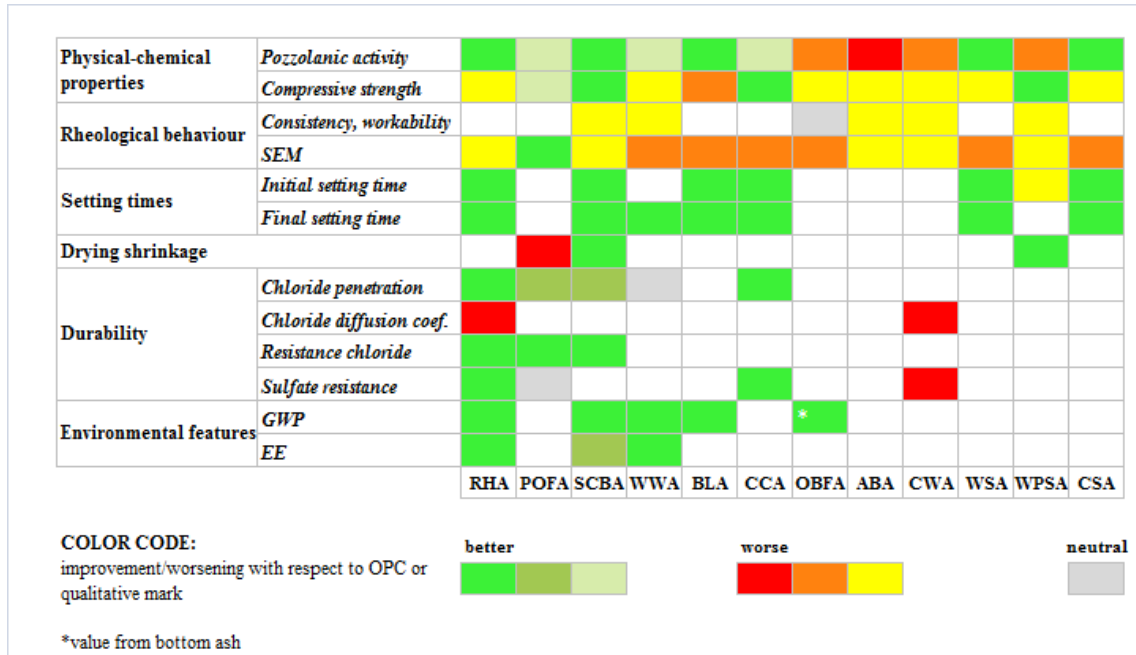 Physical-chemical
properties
Pozzolanic activity
Compressive strength
Rheological behaviour
Consistency, workability
SEM
Setting times
Initial setting time
Final setting time
Drying shrinkage
Durability
Chloride penetration
Chloride diffusion coef.
Resistance chloride
Sulfate resistance
Environmental features
GWP
*
EE
RHA POFA SCBA WWA BLA CCA OBFA ABA CWA WSA WPSA CSA
COLOR CODE:
improvement/worsening with respect to OPC or
qualitative mark
better worse neutral
*value from bottom ash